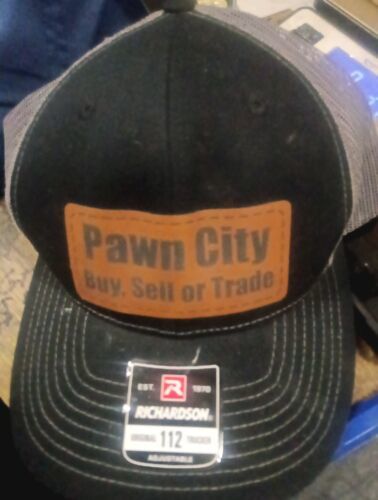 Pawn City
Buy, Sell or Trade
EST. R 1970
RICHARDSON
ORIGINAL 112 TRUCKER
ADJUSTABLE